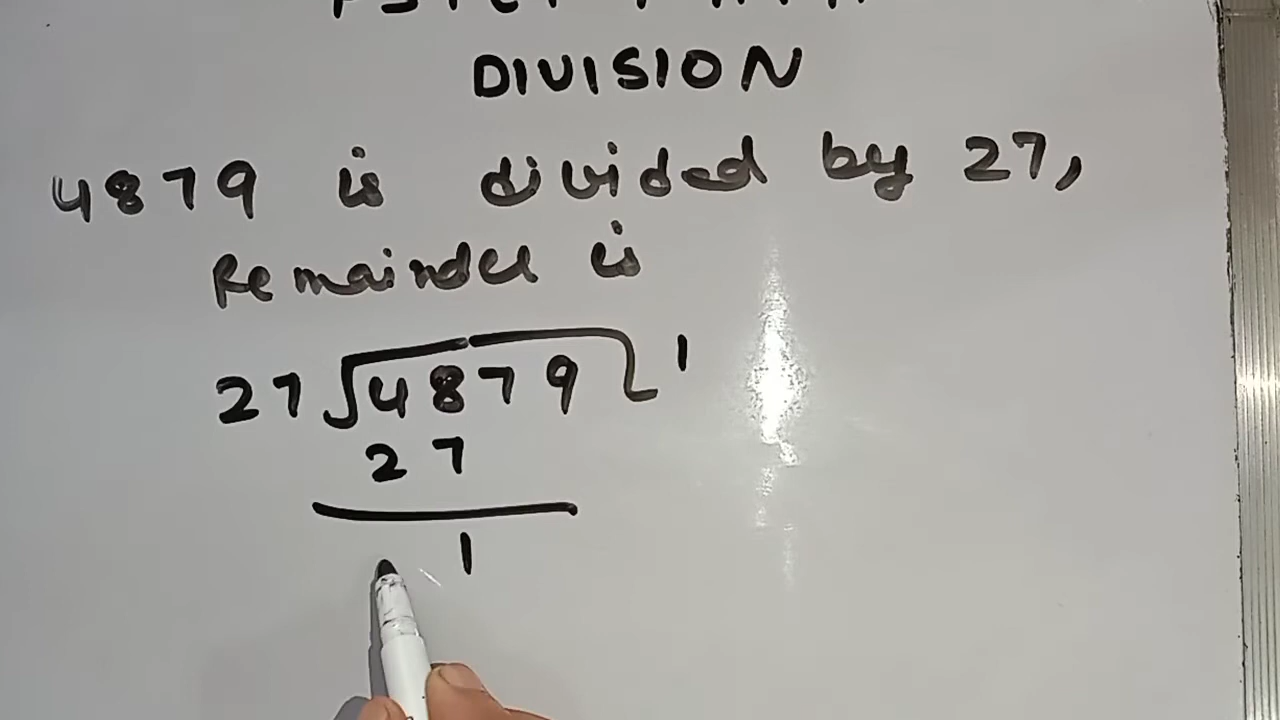 DIVISION
4879 is divided by 27,
Remainder is
27 4879 1
27
1